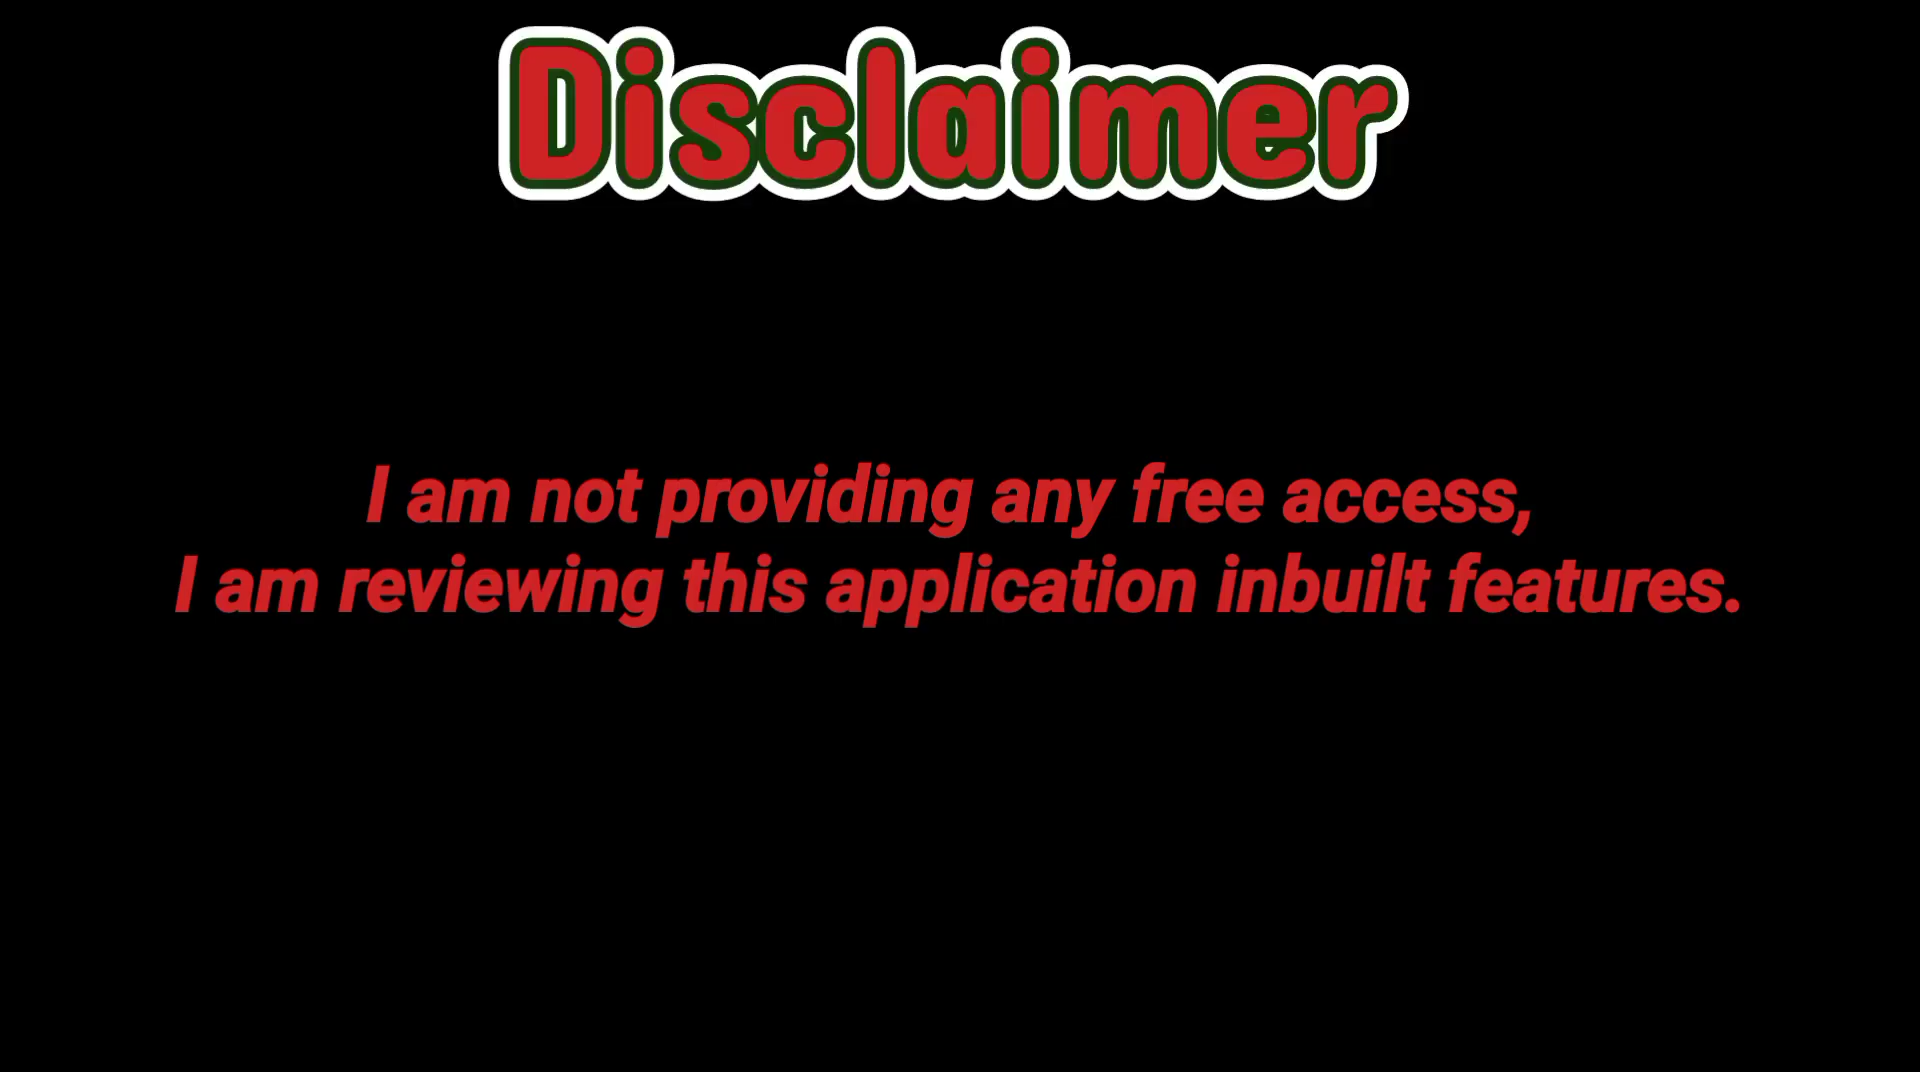 Disclaimer
I am not providing any free access,
I am reviewing this application inbuilt features.